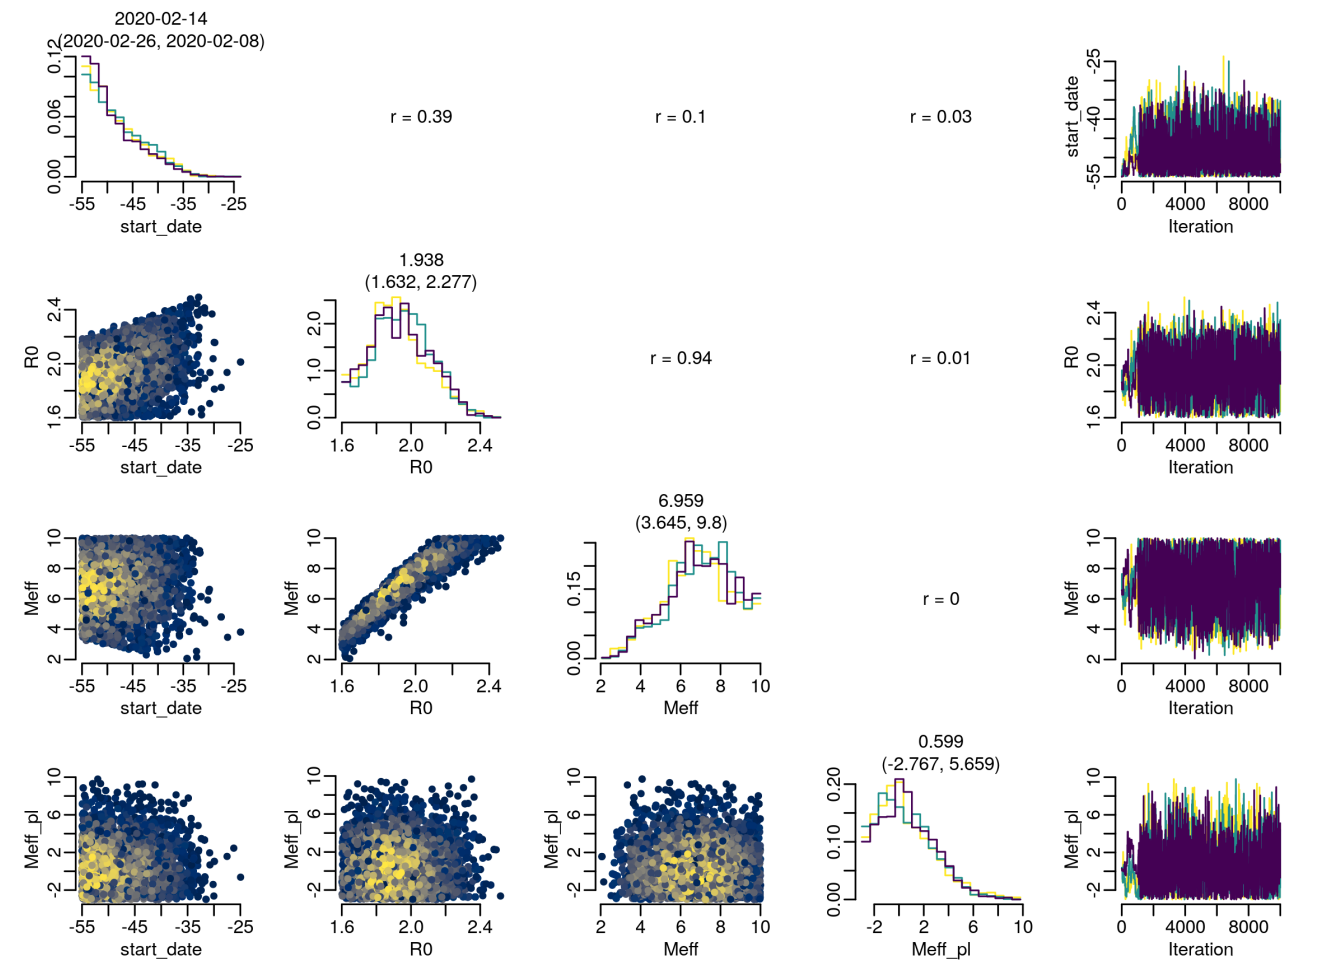 2020-02-14
(2020-02-26, 2020-02-08)
0.00 0.06 0.12
-55 -45 -35 -25
start_date
r = 0.39
r = 0.1
r = 0.03
start_date
-55 -40 -25
0 4000 8000
Iteration
R0
1.6 2.0 2.4
-55 -45 -35 -25
start_date
1.938
(1.632, 2.277)
0.0 1.0 2.0
1.6 2.0 2.4
R0
r = 0.94
r = 0.01
R0
1.6 2.0 2.4
0 4000 8000
Iteration
Meff
2 4 6 8 10
-55 -45 -35 -25
start_date
Meff
2 4 6 8 10
1.6 2.0 2.4
R0
6.959
(3.645, 9.8)
0.00 0.15
2 4 6 8 10
Meff
r = 0
Meff
2 4 6 8 10
0 4000 8000
Iteration
Meff_pl
-2 2 6 10
-55 -45 -35 -25
start_date
Meff_pl
-2 2 6 10
1.6 2.0 2.4
R0
Meff_pl
-2 2 6 10
2 4 6 8 10
Meff
0.599
(-2.767, 5.659)
0.00 0.10 0.20
-2 2 6 10
Meff_pl
Meff_pl
-2 2 6 10
0 4000 8000
Iteration